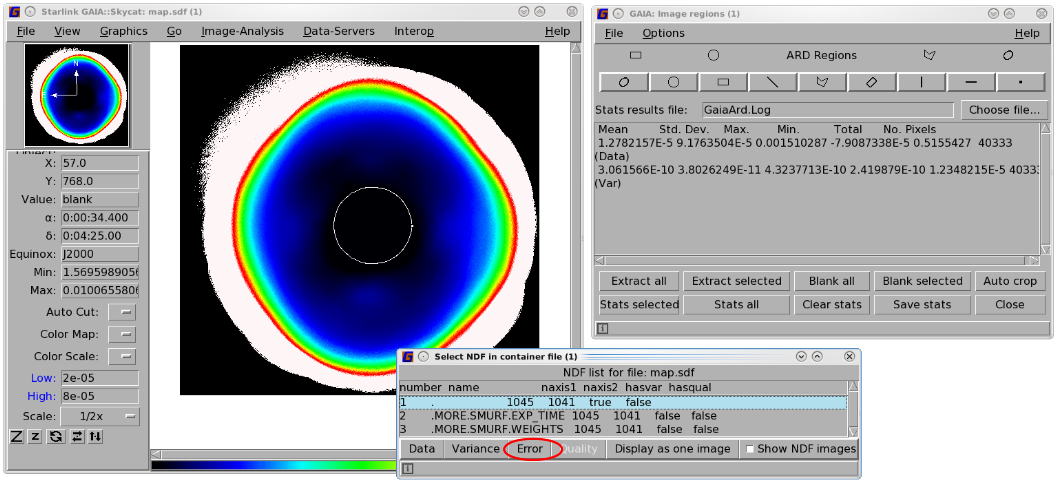 Starlink GAIA::Skycat: map.sdf (1)
File View Graphics Go Image-Analysis Data-Servers Interop Help
N
X: 57.0
Y: 768.0
Value: blank
α: 0:00:34.400
δ: 0:04:25.00
Equinox: J2000
Min: 1.5695989056
Max: 0.0100655806
Auto Cut:
Color Map:
Color Scale:
Low: 2e-05
High: 8e-05
Scale: 1/2x
Z z
GAIA: Image regions (1)
File Options Help
ARD Regions
Stats results file: GaiaArd.Log Choose file...
Mean Std. Dev. Max. Min. Total No. Pixels
1.2782157E-5 9.1763504E-5 0.001510287 -7.9087338E-5 0.5155427 40333
(Data)
3.061566E-10 3.8026249E-11 4.3237713E-10 2.419879E-10 1.2348215E-5 40333
(Var)
Extract all Extract selected Blank all Blank selected Auto crop
Stats selected Stats all Clear stats Save stats Close
Select NDF in container file (1)
NDF list for file: map.sdf
number name naxis1 naxis2 hasvar hasqual
1 . 1045 1041 true false
2 .MORE.SMURF.EXP_TIME 1045 1041 false false
3 .MORE.SMURF.WEIGHTS 1045 1041 false false
Data Variance Error Quality Display as one image Show NDF images